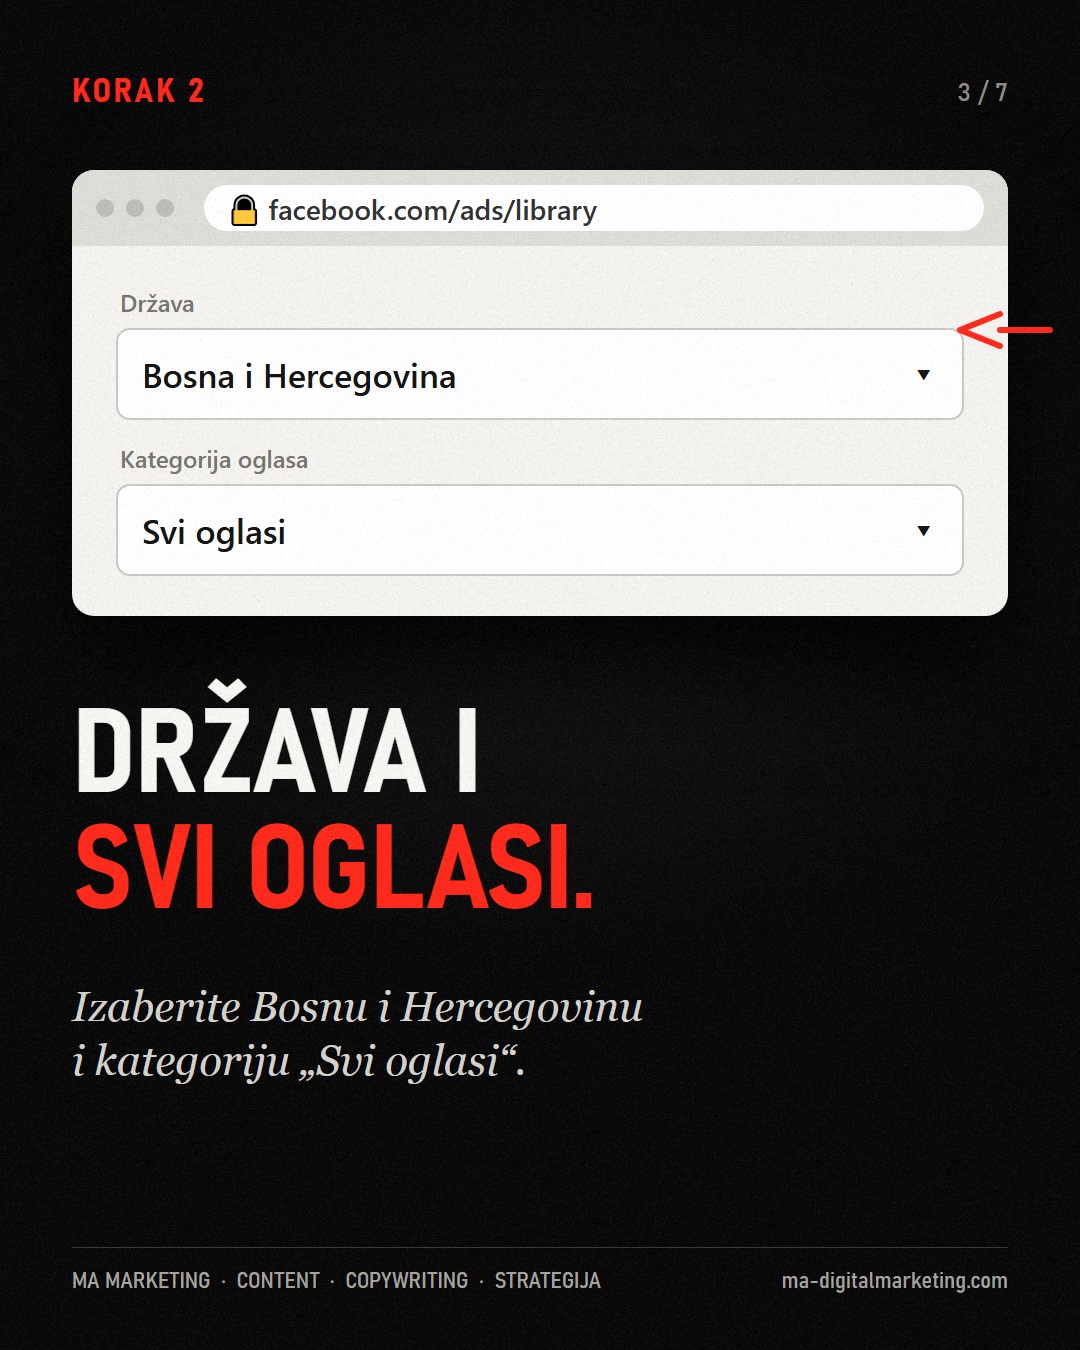 KORAK 2
3 / 7
facebook.com/ads/library
Država
Bosna i Hercegovina
Kategorija oglasa
Svi oglasi
DRŽAVA I
SVI OGLASI.
Izaberite Bosnu i Hercegovinu
i kategoriju „Svi oglasi“.
MA MARKETING · CONTENT · COPYWRITING · STRATEGIJA
ma-digitalmarketing.com